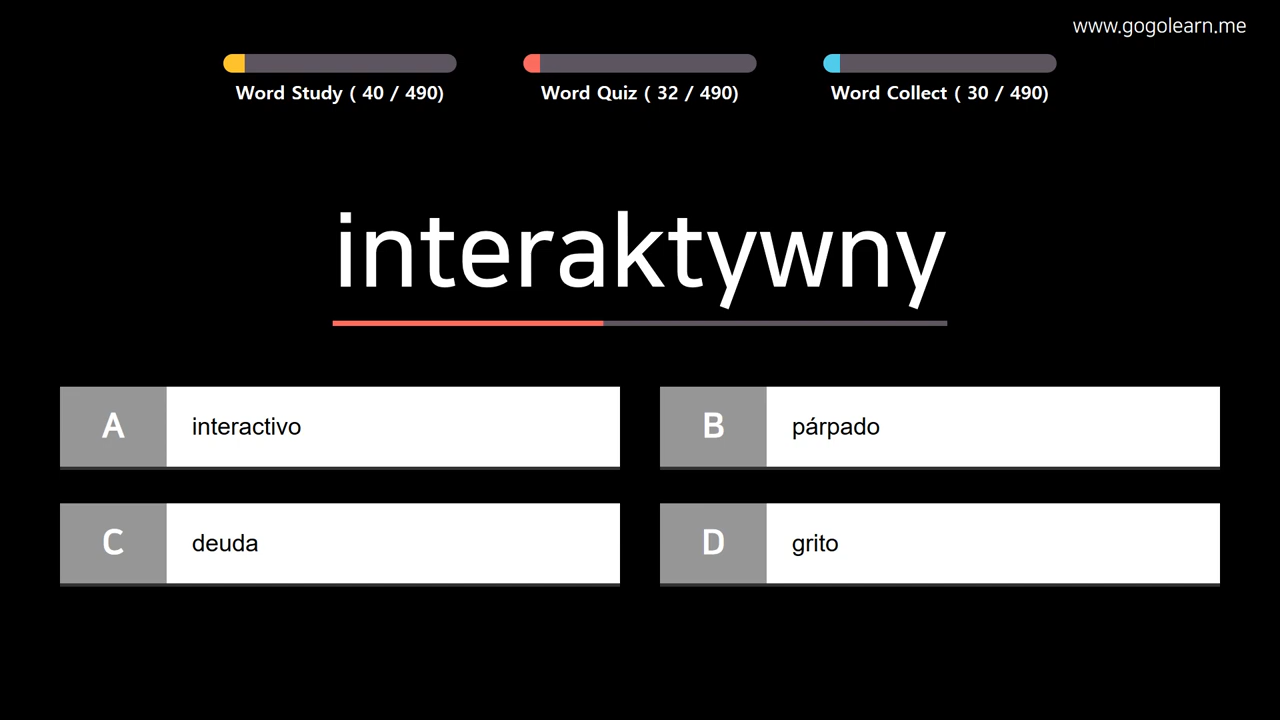 www.gogolearn.me
Word Study ( 40 / 490)
Word Quiz ( 32 / 490)
Word Collect ( 30 / 490)
interaktywny
A interactivo
B párpado
C deuda
D grito